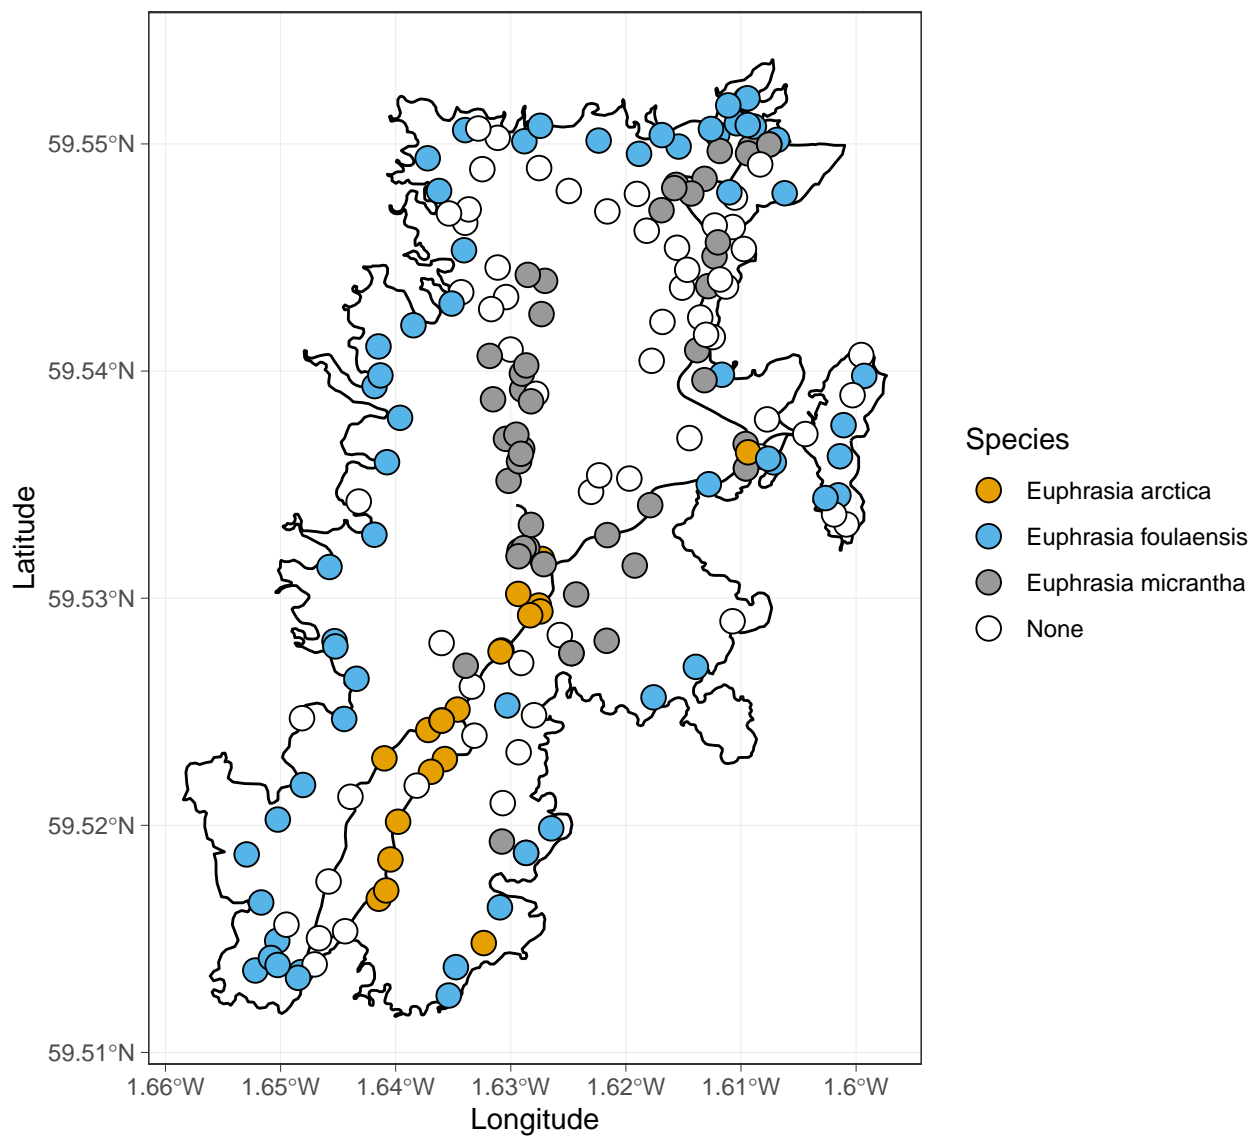 59.55°N
59.54°N
59.53°N
59.52°N
59.51°N
Latitude
1.66°W 1.65°W 1.64°W 1.63°W 1.62°W 1.61°W 1.6°W
Longitude
Species
Euphrasia arctica
Euphrasia foulaensis
Euphrasia micrantha
None